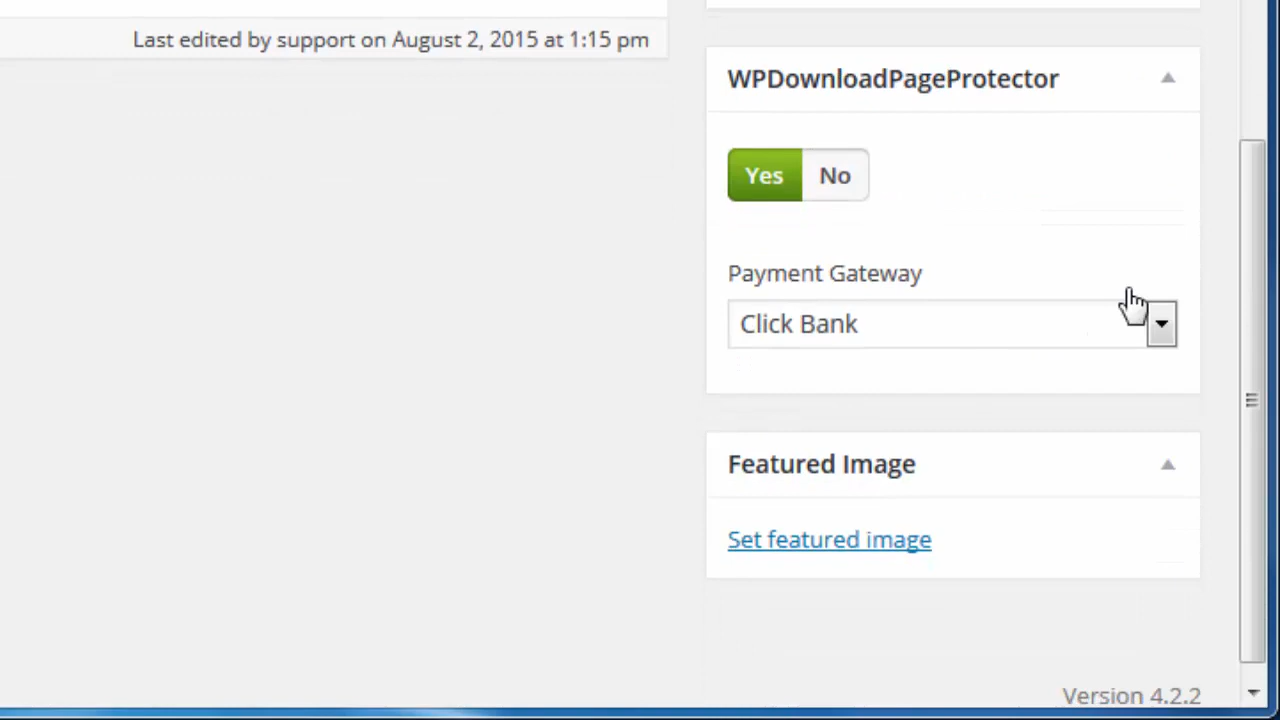 Last edited by support on August 2, 2015 at 1:15 pm
WPDownloadPageProtector
Yes No
Payment Gateway
Click Bank
Featured Image
Set featured image
Version 4.2.2